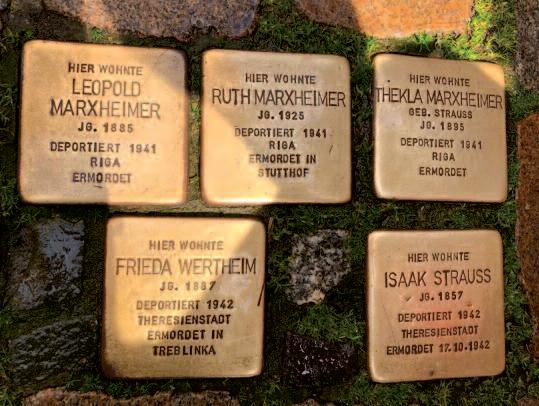 HIER WOHNTE
LEOPOLD
MARXHEIMER
JG. 1885
DEPORTIERT 1941
RIGA
ERMORDET
HIER WOHNTE
RUTH MARXHEIMER
JG. 1925
DEPORTIERT 1941
RIGA
ERMORDET IN
STUTTHOF
HIER WOHNTE
THEKLA MARXHEIMER
GEB. STRAUSS
JG. 1895
DEPORTIERT 1941
RIGA
ERMORDET
HIER WOHNTE
FRIEDA WERTHEIM
JG. 1887
DEPORTIERT 1942
THERESIENSTADT
ERMORDET IN
TREBLINKA
HIER WOHNTE
ISAAK STRAUSS
JG. 1857
DEPORTIERT 1942
THERESIENSTADT
ERMORDET 17.10.1942